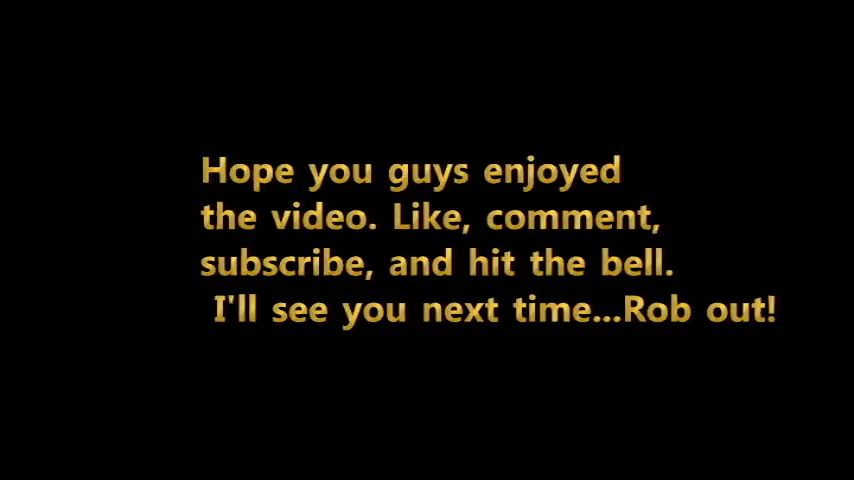 Hope you guys enjoyed
the video. Like, comment,
subscribe, and hit the bell.
I'll see you next time...Rob out!